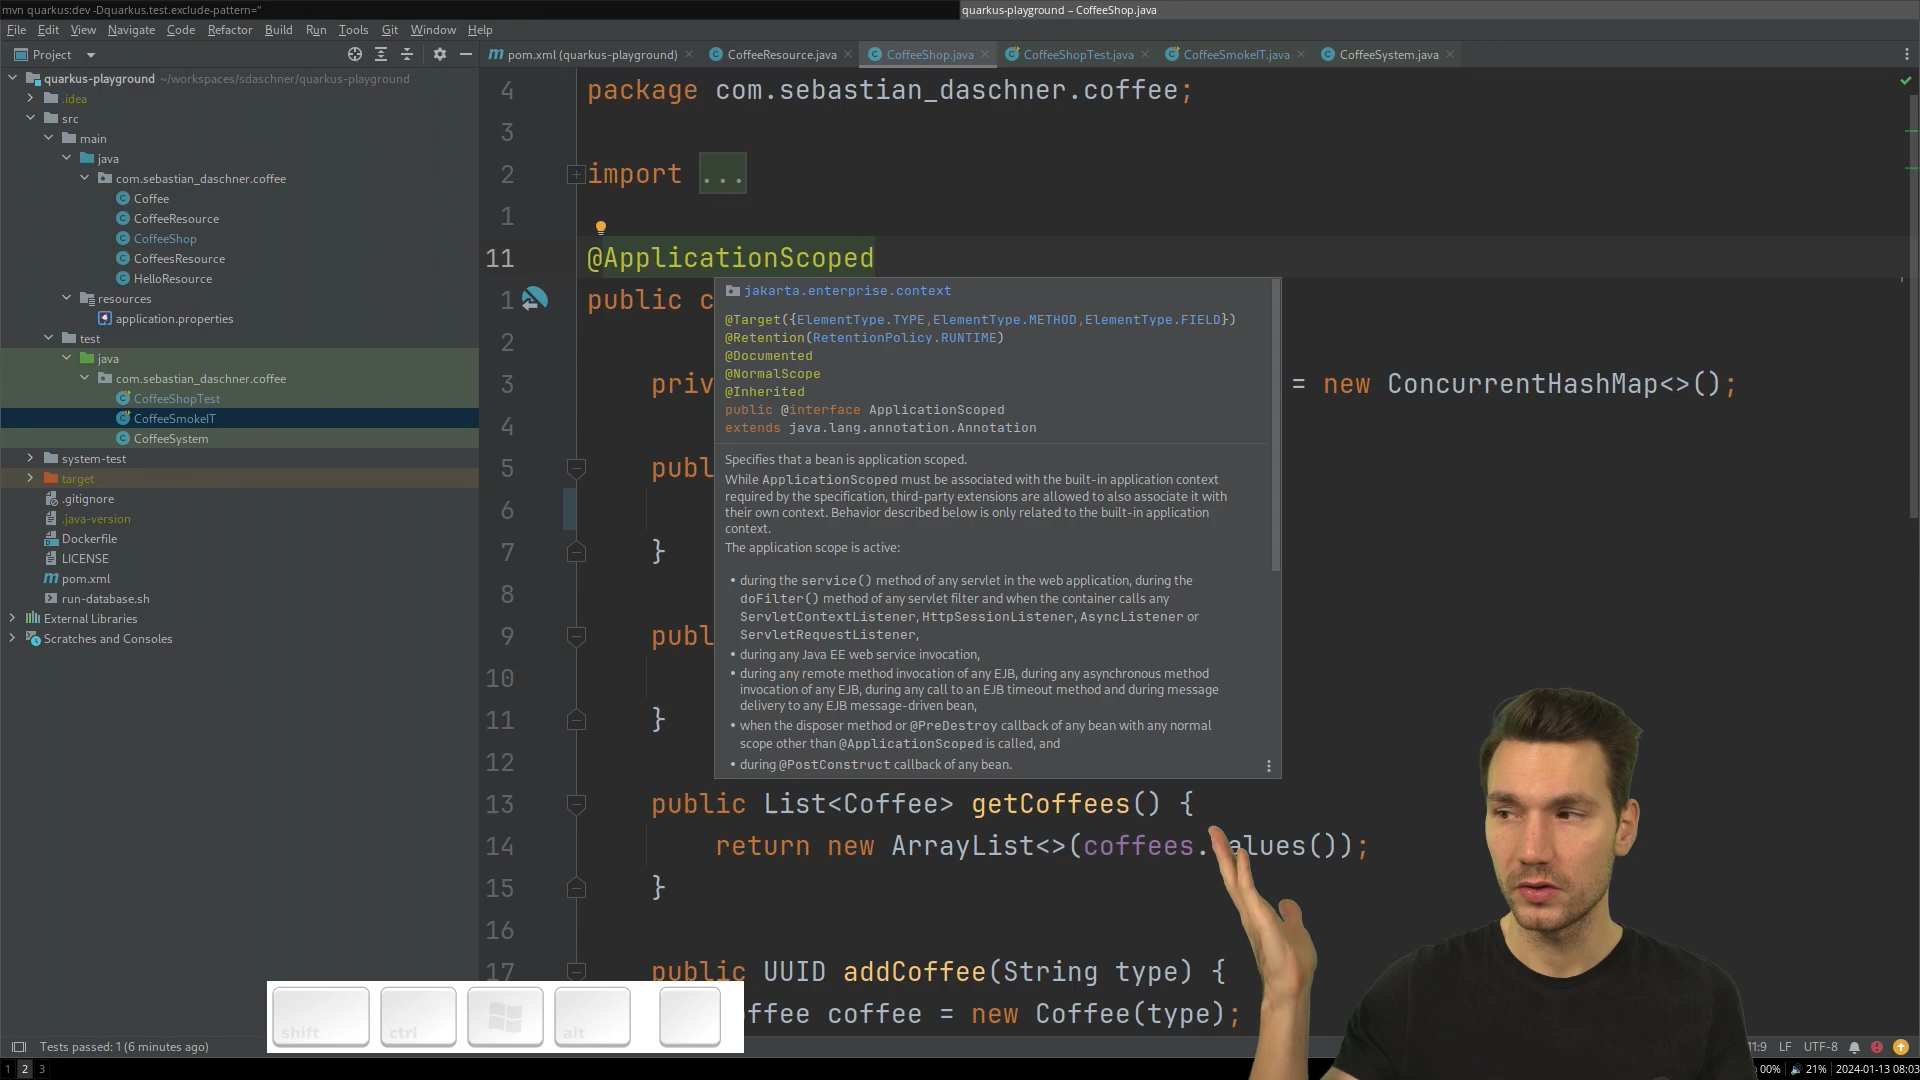 mvn quarkus:dev -Dquarkus.test.exclude-pattern=''
quarkus-playground – CoffeeShop.java
File Edit View Navigate Code Refactor Build Run Tools Git Window Help
Project
pom.xml (quarkus-playground)
CoffeeResource.java
CoffeeShop.java
CoffeeShopTest.java
CoffeeSmokeIT.java
CoffeeSystem.java
quarkus-playground ~/workspaces/sdaschner/quarkus-playground
.idea
src
main
java
com.sebastian_daschner.coffee
Coffee
CoffeeResource
CoffeeShop
CoffeesResource
HelloResource
resources
application.properties
test
java
com.sebastian_daschner.coffee
CoffeeShopTest
CoffeeSmokeIT
CoffeeSystem
system-test
target
.gitignore
.java-version
Dockerfile
LICENSE
pom.xml
run-database.sh
External Libraries
Scratches and Consoles
4 package com.sebastian_daschner.coffee;
3
2 import ...
1
11 @ApplicationScoped
1 public c
2
3 priv = new ConcurrentHashMap<>();
4
5 publ
6
7 }
8
9 publ
10
11 }
12
13 public List<Coffee> getCoffees() {
14 return new ArrayList<>(coffees. alues());
15 }
16
17 public UUID addCoffee(String type) {
ffee coffee = new Coffee(type);
jakarta.enterprise.context
@Target({ElementType.TYPE,ElementType.METHOD,ElementType.FIELD})
@Retention(RetentionPolicy.RUNTIME)
@Documented
@NormalScope
@Inherited
public @interface ApplicationScoped
extends java.lang.annotation.Annotation
Specifies that a bean is application scoped.
While ApplicationScoped must be associated with the built-in application context
required by the specification, third-party extensions are allowed to also associate it with
their own context. Behavior described below is only related to the built-in application
context.
The application scope is active:
• during the service() method of any servlet in the web application, during the
doFilter() method of any servlet filter and when the container calls any
ServletContextListener, HttpSessionListener, AsyncListener or
ServletRequestListener,
• during any Java EE web service invocation,
• during any remote method invocation of any EJB, during any asynchronous method
invocation of any EJB, during any call to an EJB timeout method and during message
delivery to any EJB message-driven bean,
• when the disposer method or @PreDestroy callback of any bean with any normal
scope other than @ApplicationScoped is called, and
• during @PostConstruct callback of any bean.
shift ctrl alt
Tests passed: 1 (6 minutes ago)
11:9 LF UTF-8
1 2 3
00% 21% 2024-01-13 08:03